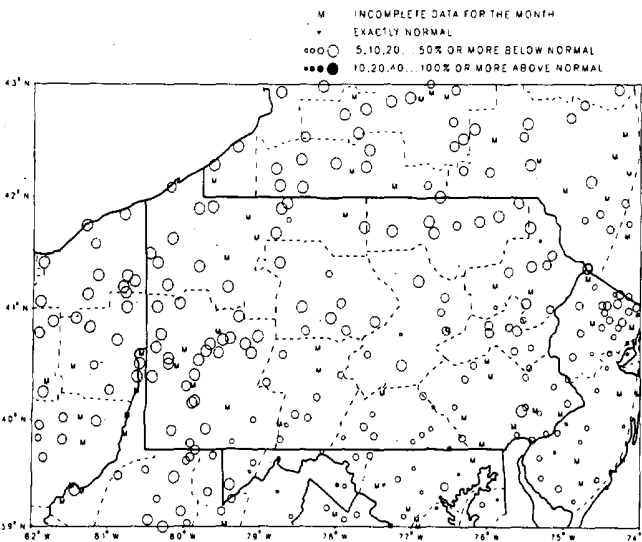 M INCOMPLETE DATA FOR THE MONTH
EXACTLY NORMAL
5,10,20...50% OR MORE BELOW NORMAL
10,20,40...100% OR MORE ABOVE NORMAL
43°N
42°N
41°N
40°N
39°N
82°W 81°W 80°W 79°W 78°W 77°W 76°W 75°W 74°